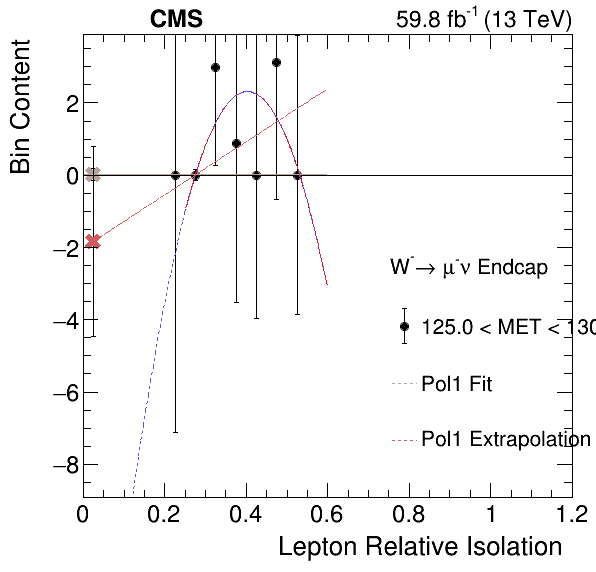 CMS 59.8 fb⁻¹ (13 TeV)
Bin Content
2
0
−2
−4
−6
−8
W⁻→ μ⁻ν Endcap
125.0 < MET < 130
Pol1 Fit
Pol1 Extrapolation
0 0.2 0.4 0.6 0.8 1 1.2
Lepton Relative Isolation